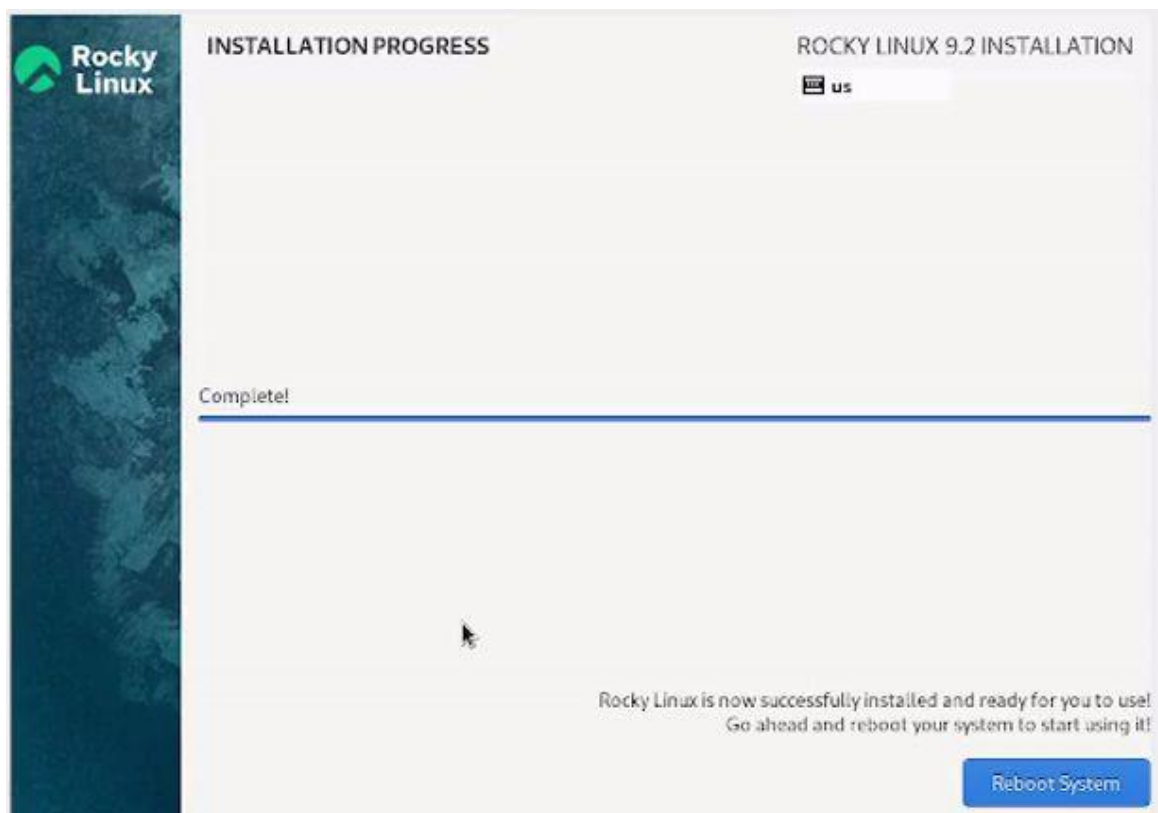 Rocky
Linux
INSTALLATION PROGRESS
ROCKY LINUX 9.2 INSTALLATION
us
Complete!
Rocky Linux is now successfully installed and ready for you to use!
Go ahead and reboot your system to start using it!
Reboot System